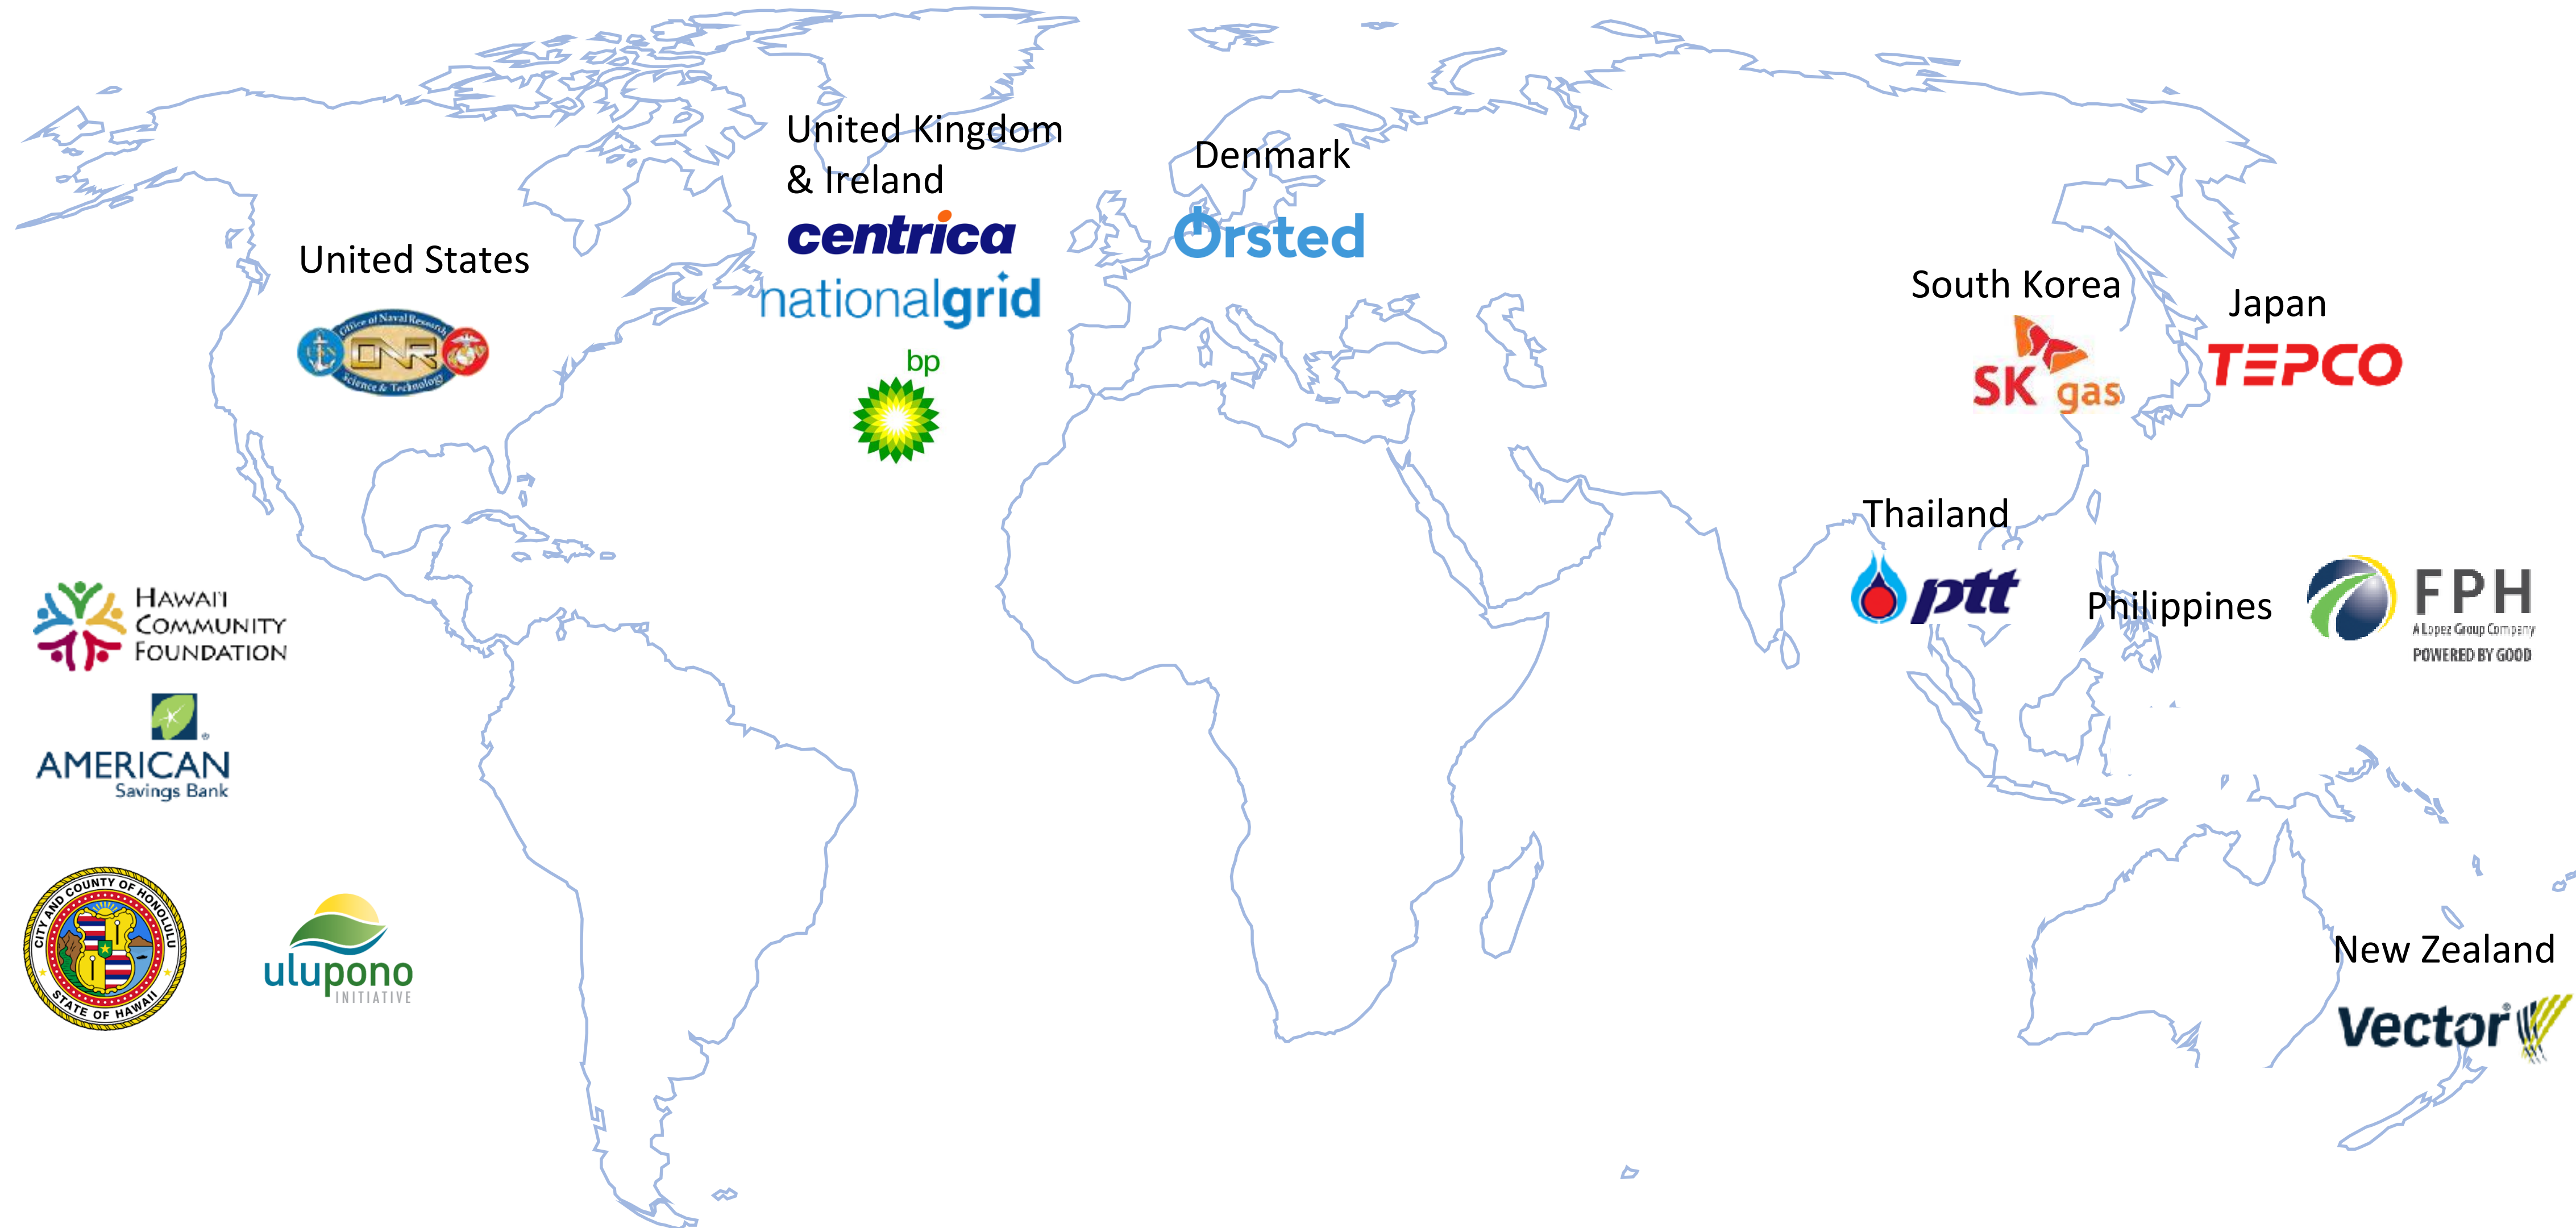 United Kingdom
& Ireland
centrica
nationalgrid
bp
Denmark
Ørsted
United States
Office of Naval Research
USN
ONR
Science & Technology
South Korea
SK gas
Japan
TEPCO
Thailand
ptt
Philippines
FPH
A Lopez Group Company
POWERED BY GOOD
HAWAI'I
COMMUNITY
FOUNDATION
AMERICAN
Savings Bank
CITY AND COUNTY OF HONOLULU
STATE OF HAWAII
ulupono
INITIATIVE
New Zealand
Vector